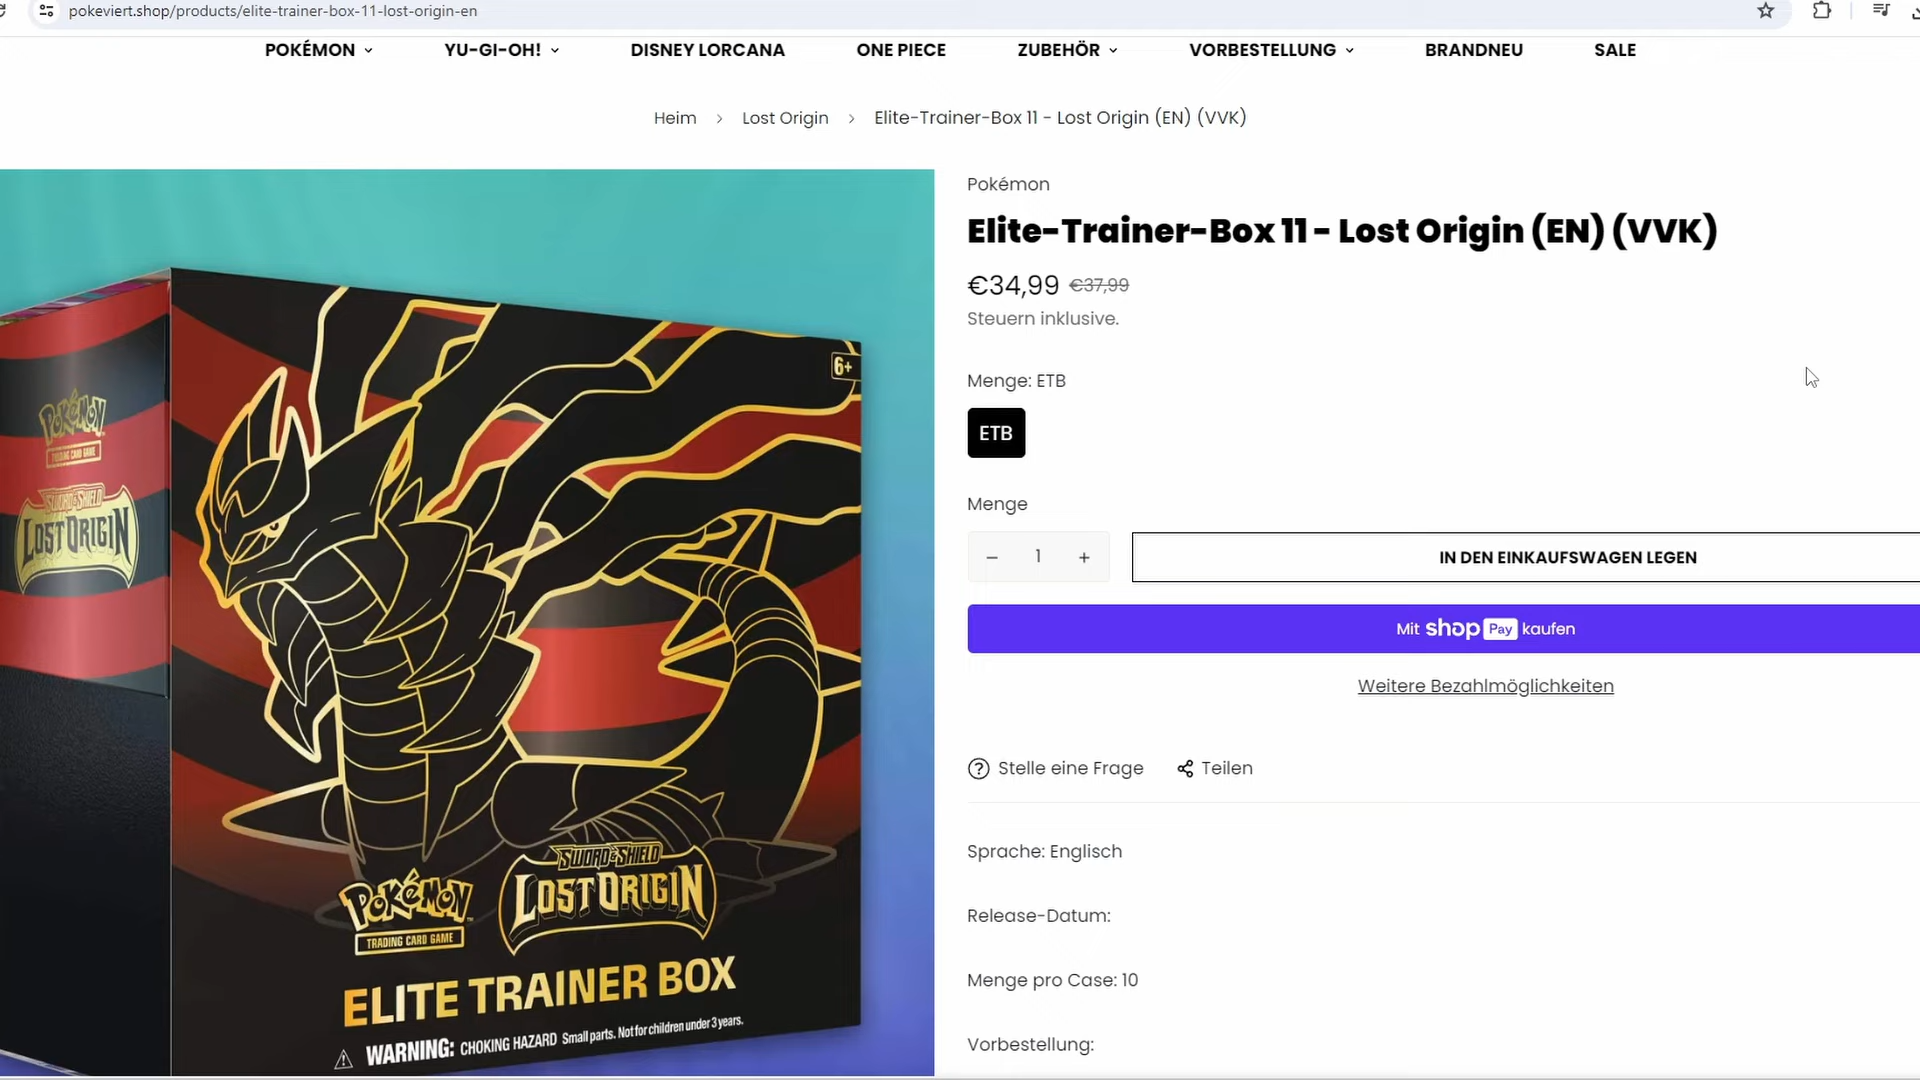 pokeviert.shop/products/elite-trainer-box-11-lost-origin-en
POKÉMON YU-GI-OH! DISNEY LORCANA ONE PIECE ZUBEHÖR VORBESTELLUNG BRANDNEU SALE
Heim > Lost Origin > Elite-Trainer-Box 11 - Lost Origin (EN) (VVK)
Pokémon
Elite-Trainer-Box 11 - Lost Origin (EN) (VVK)
€34,99 €37,99
Steuern inklusive.
Menge: ETB
ETB
Menge
− 1 +
IN DEN EINKAUFSWAGEN LEGEN
Mit shop Pay kaufen
Weitere Bezahlmöglichkeiten
Stelle eine Frage Teilen
Sprache: Englisch
Release-Datum:
Menge pro Case: 10
Vorbestellung:
6+
POKÉMON
TRADING CARD GAME
SWORD & SHIELD
LOST ORIGIN
POKÉMON
TRADING CARD GAME
SWORD & SHIELD
LOST ORIGIN
ELITE TRAINER BOX
WARNING: CHOKING HAZARD Small parts. Not for children under 3 years.